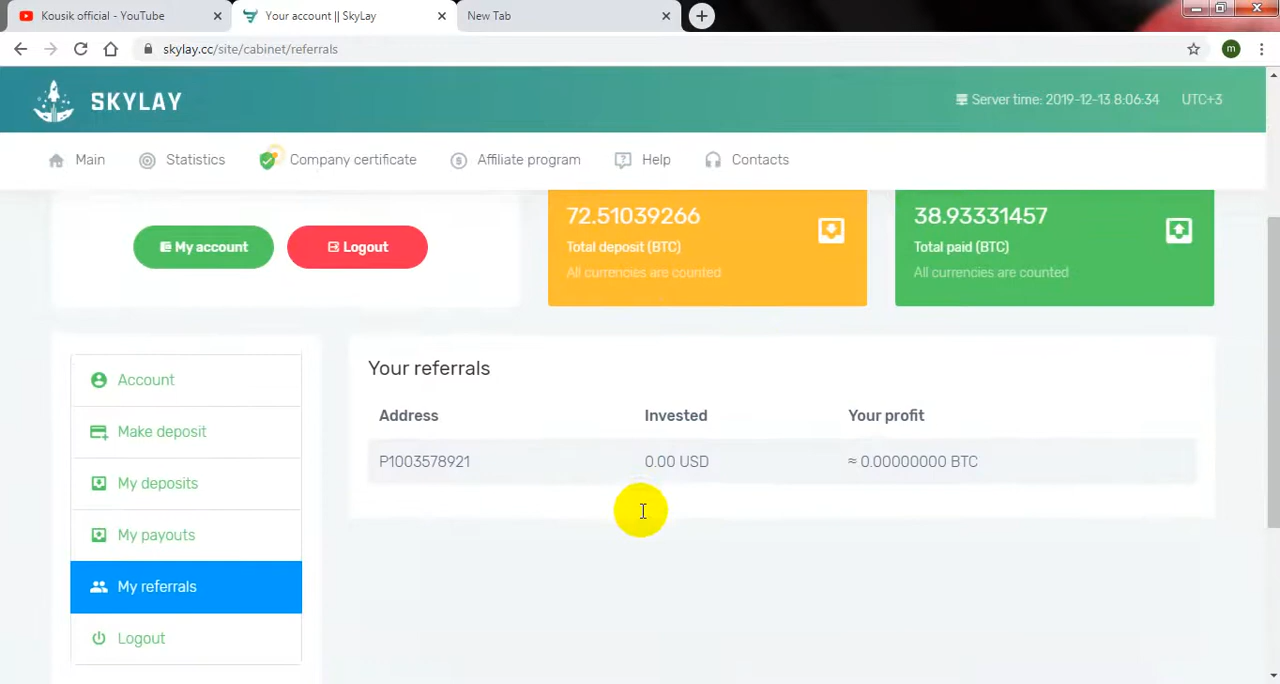 Kousik official - YouTube
Your account || SkyLay
New Tab
skylay.cc/site/cabinet/referrals
m
SKYLAY
Server time: 2019-12-13 8:06:34 UTC+3
Main
Statistics
Company certificate
Affiliate program
Help
Contacts
My account
Logout
72.51039266
Total deposit (BTC)
All currencies are counted
38.93331457
Total paid (BTC)
All currencies are counted
Account
Make deposit
My deposits
My payouts
My referrals
Logout
Your referrals
Address Invested Your profit
P1003578921 0.00 USD ≈ 0.00000000 BTC